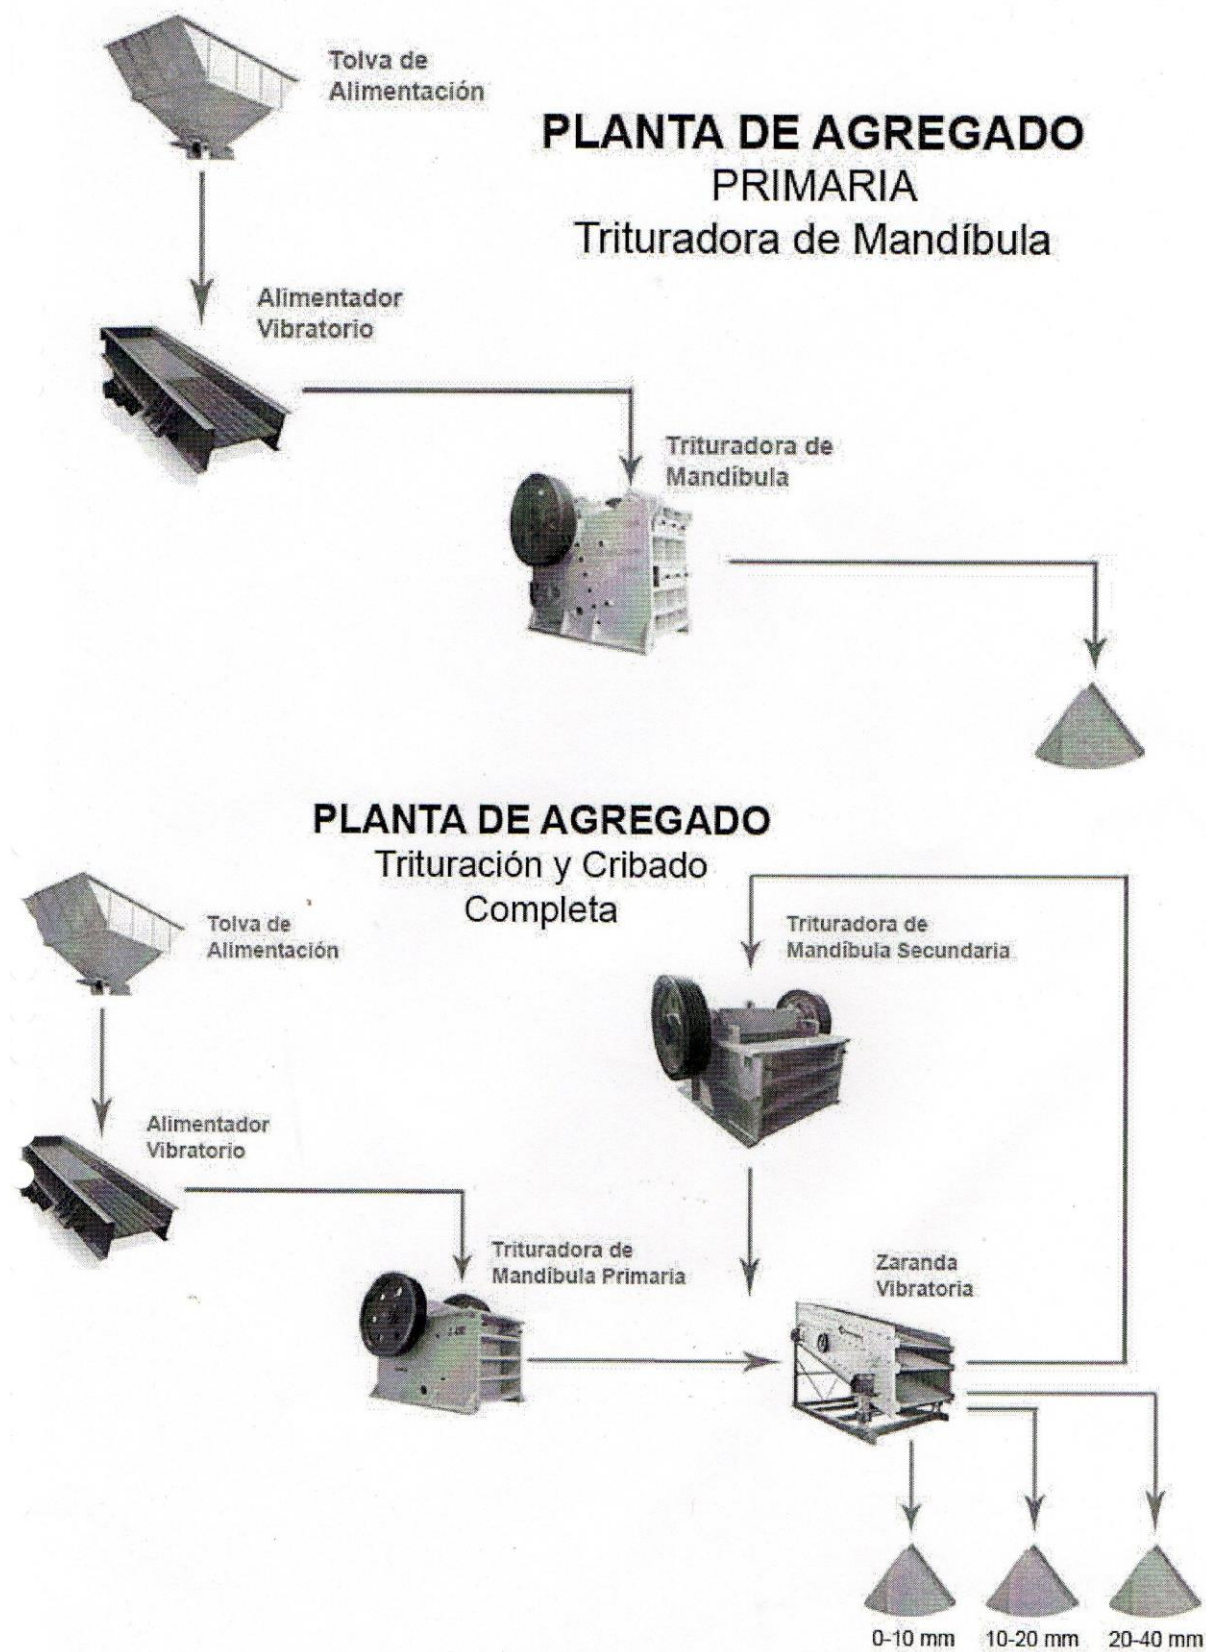 Tolva de
Alimentación
PLANTA DE AGREGADO
PRIMARIA
Trituradora de Mandíbula
Alimentador
Vibratorio
Trituradora de
Mandíbula
PLANTA DE AGREGADO
Trituración y Cribado
Completa
Tolva de
Alimentación
Trituradora de
Mandíbula Secundaria
Alimentador
Vibratorio
Trituradora de
Mandíbula Primaria
Zaranda
Vibratoria
0-10 mm
10-20 mm
20-40 mm